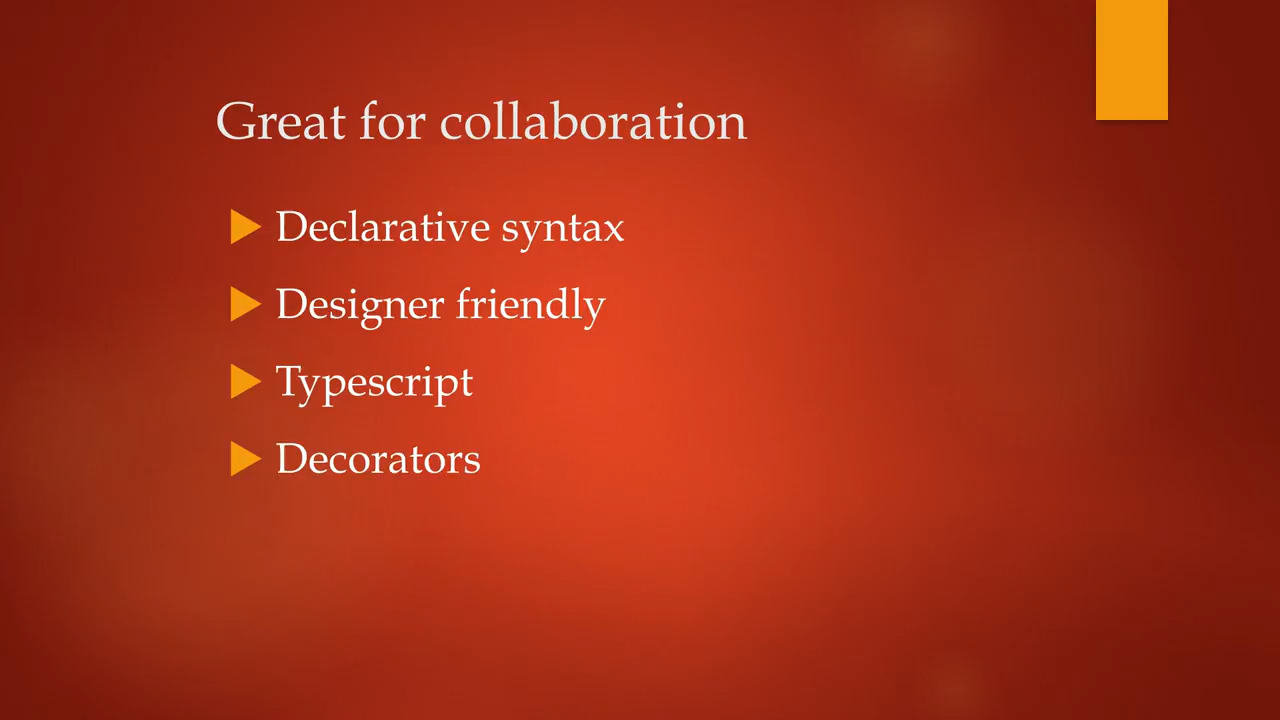 Great for collaboration
Declarative syntax
Designer friendly
Typescript
Decorators